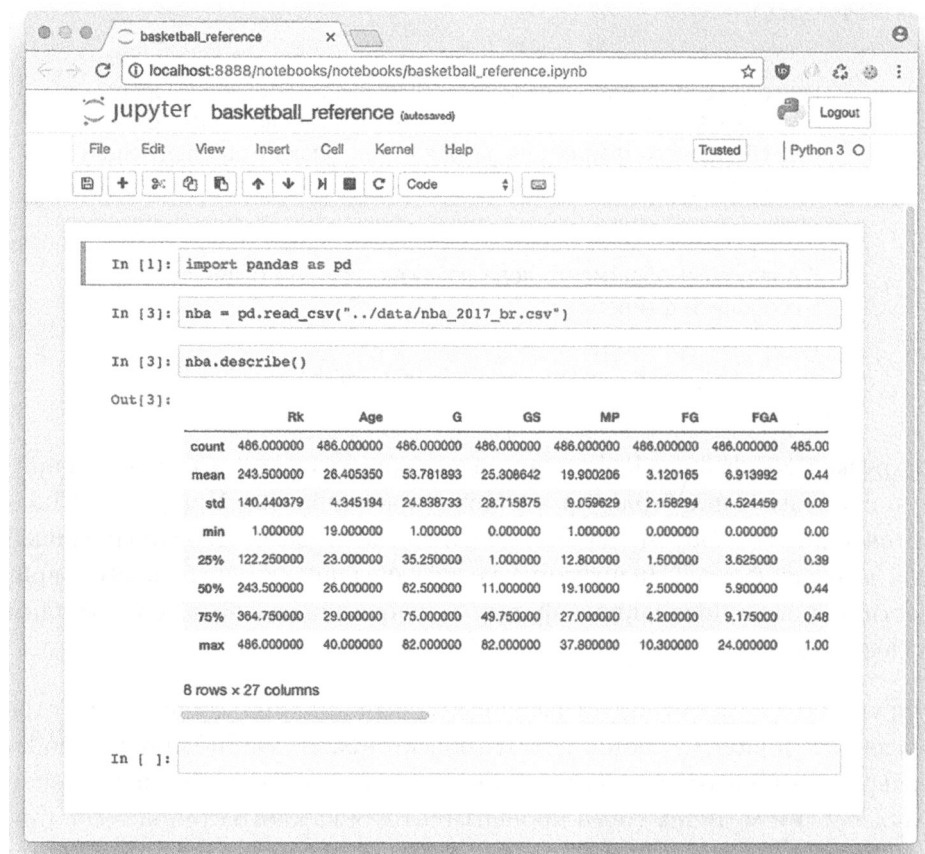 basketball_reference
localhost:8888/notebooks/notebooks/basketball_reference.ipynb
jupyter basketball_reference (autosaved) Logout
File Edit View Insert Cell Kernel Help Trusted Python 3
Code
In [1]: import pandas as pd
In [3]: nba = pd.read_csv("../data/nba_2017_br.csv")
In [3]: nba.describe()
Out[3]:
Rk Age G GS MP FG FGA
count 486.000000 486.000000 486.000000 486.000000 486.000000 486.000000 486.000000 485.00
mean 243.500000 26.405350 53.781893 25.308642 19.900206 3.120165 6.913992 0.44
std 140.440379 4.345194 24.838733 28.715875 9.059629 2.158294 4.524459 0.09
min 1.000000 19.000000 1.000000 0.000000 1.000000 0.000000 0.000000 0.00
25% 122.250000 23.000000 35.250000 1.000000 12.800000 1.500000 3.625000 0.39
50% 243.500000 26.000000 62.500000 11.000000 19.100000 2.500000 5.900000 0.44
75% 364.750000 29.000000 75.000000 49.750000 27.000000 4.200000 9.175000 0.48
max 486.000000 40.000000 82.000000 82.000000 37.800000 10.300000 24.000000 1.00
8 rows × 27 columns
In [ ]: